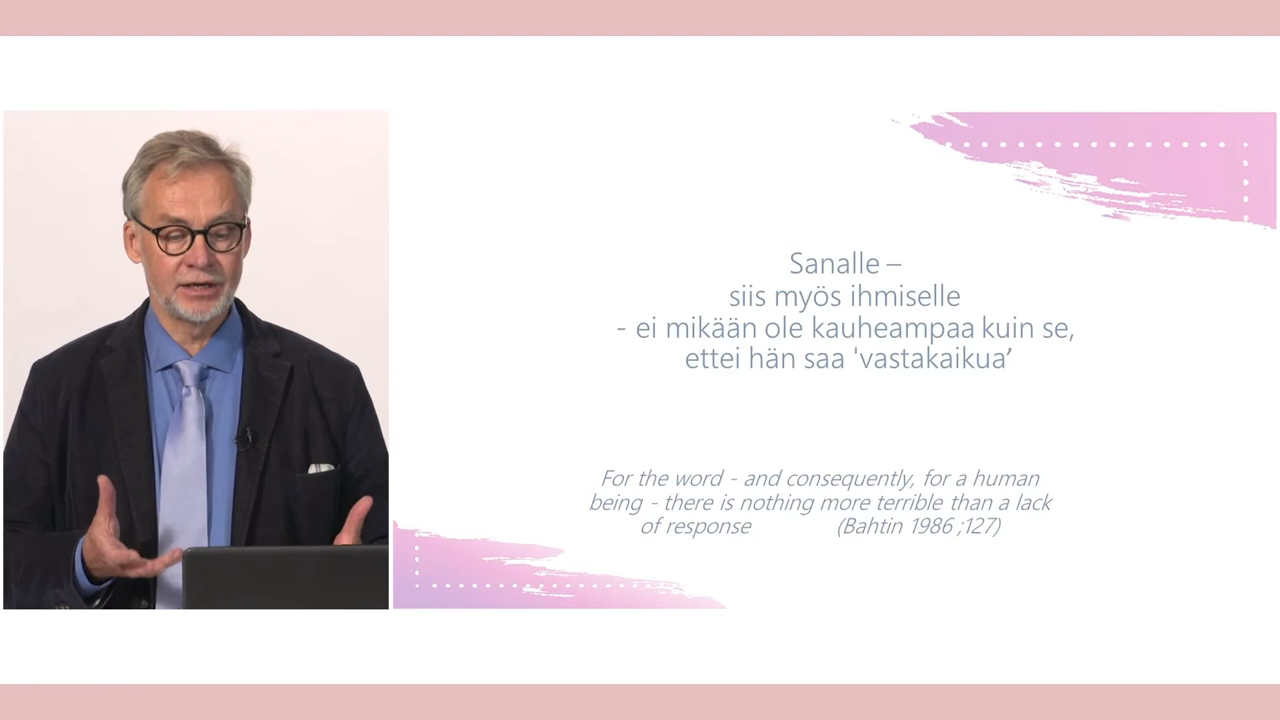 Sanalle –
siis myös ihmiselle
- ei mikään ole kauheampaa kuin se,
ettei hän saa 'vastakaikua’
For the word - and consequently, for a human
being - there is nothing more terrible than a lack
of response (Bahtin 1986 ;127)